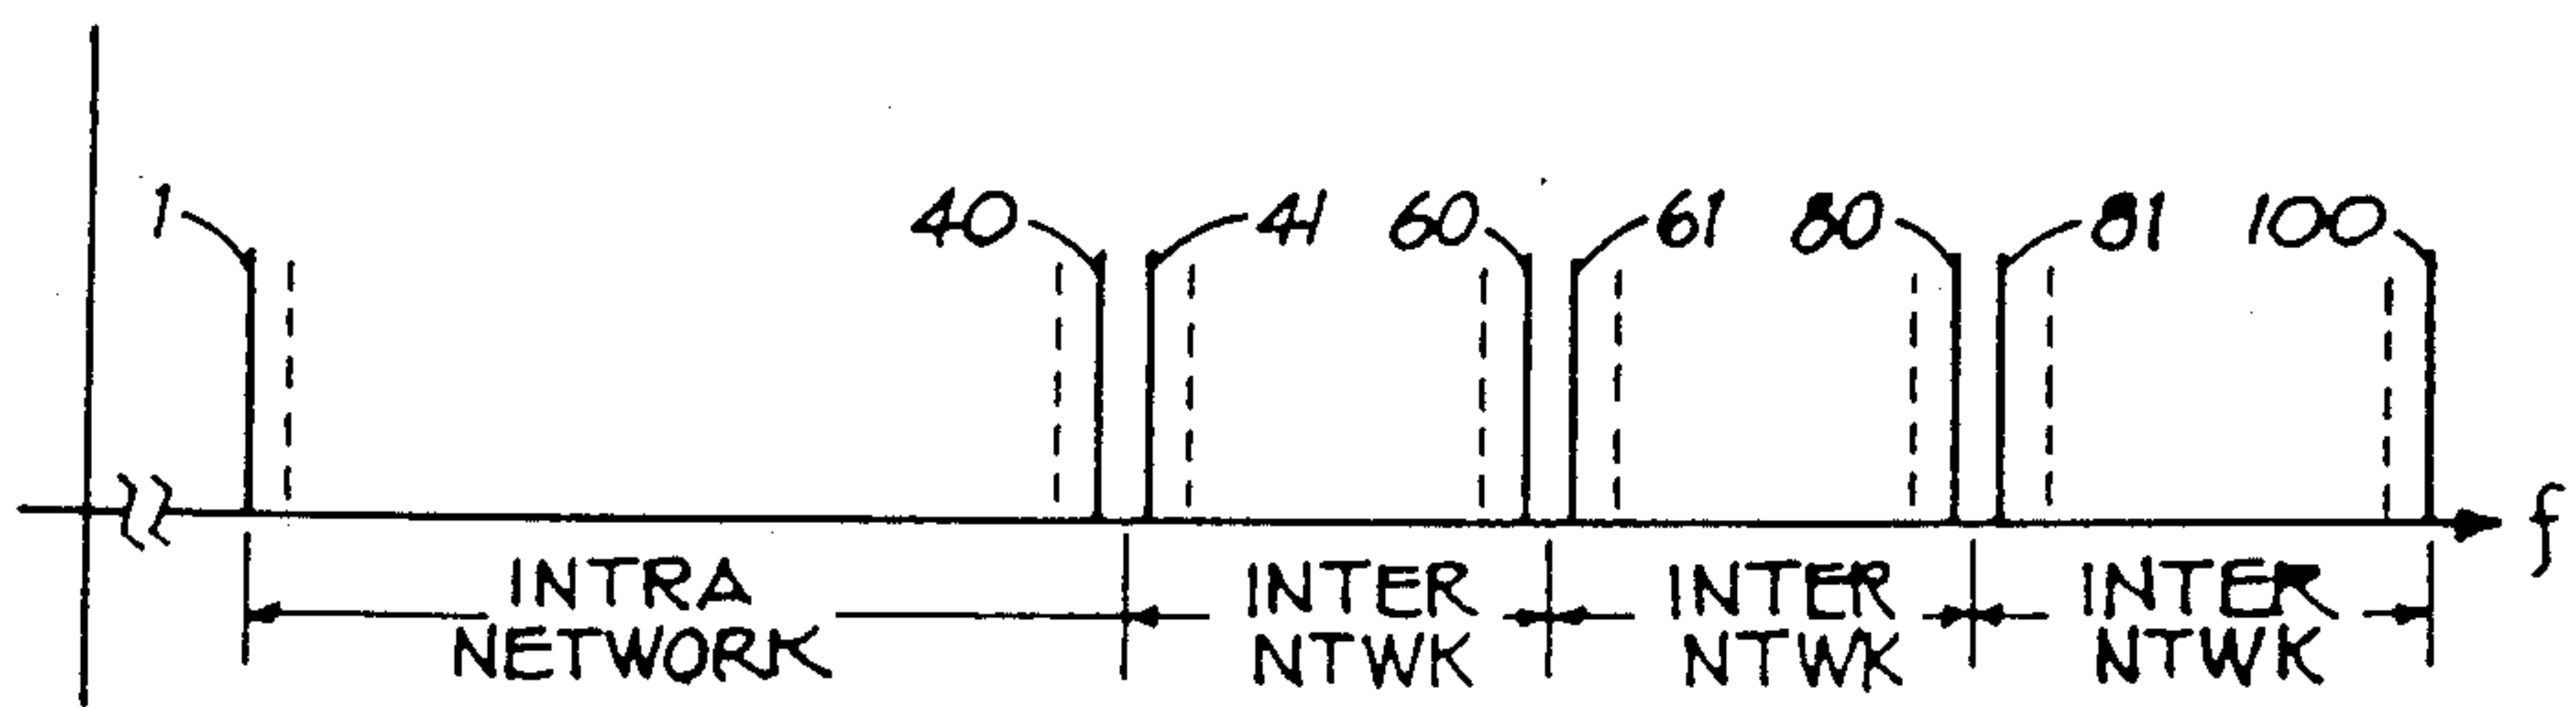 1
40
41
60
61
80
81
100
f
INTRA
NETWORK
INTER
NTWK
INTER
NTWK
INTER
NTWK